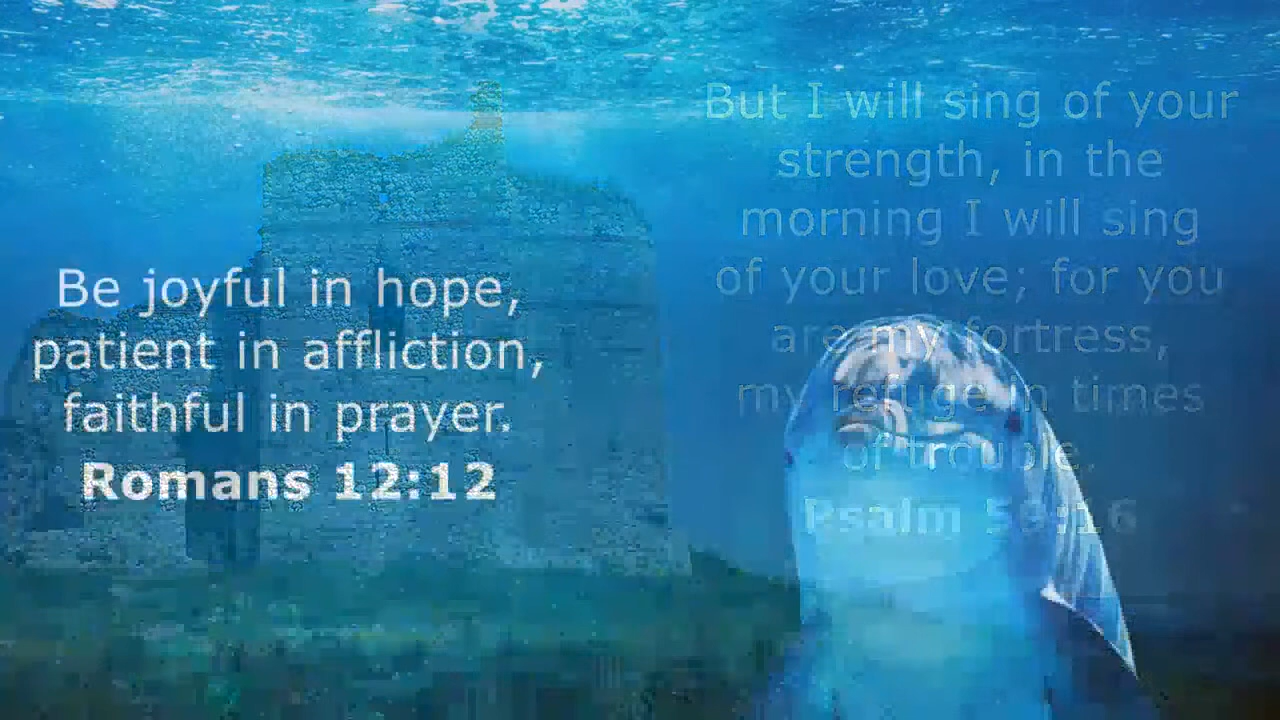 Be joyful in hope,
patient in affliction,
faithful in prayer.
Romans 12:12
But I will sing of your
strength, in the
morning I will sing
of your love; for you
are my fortress,
my refuge in times
of trouble.
Psalm 59:16